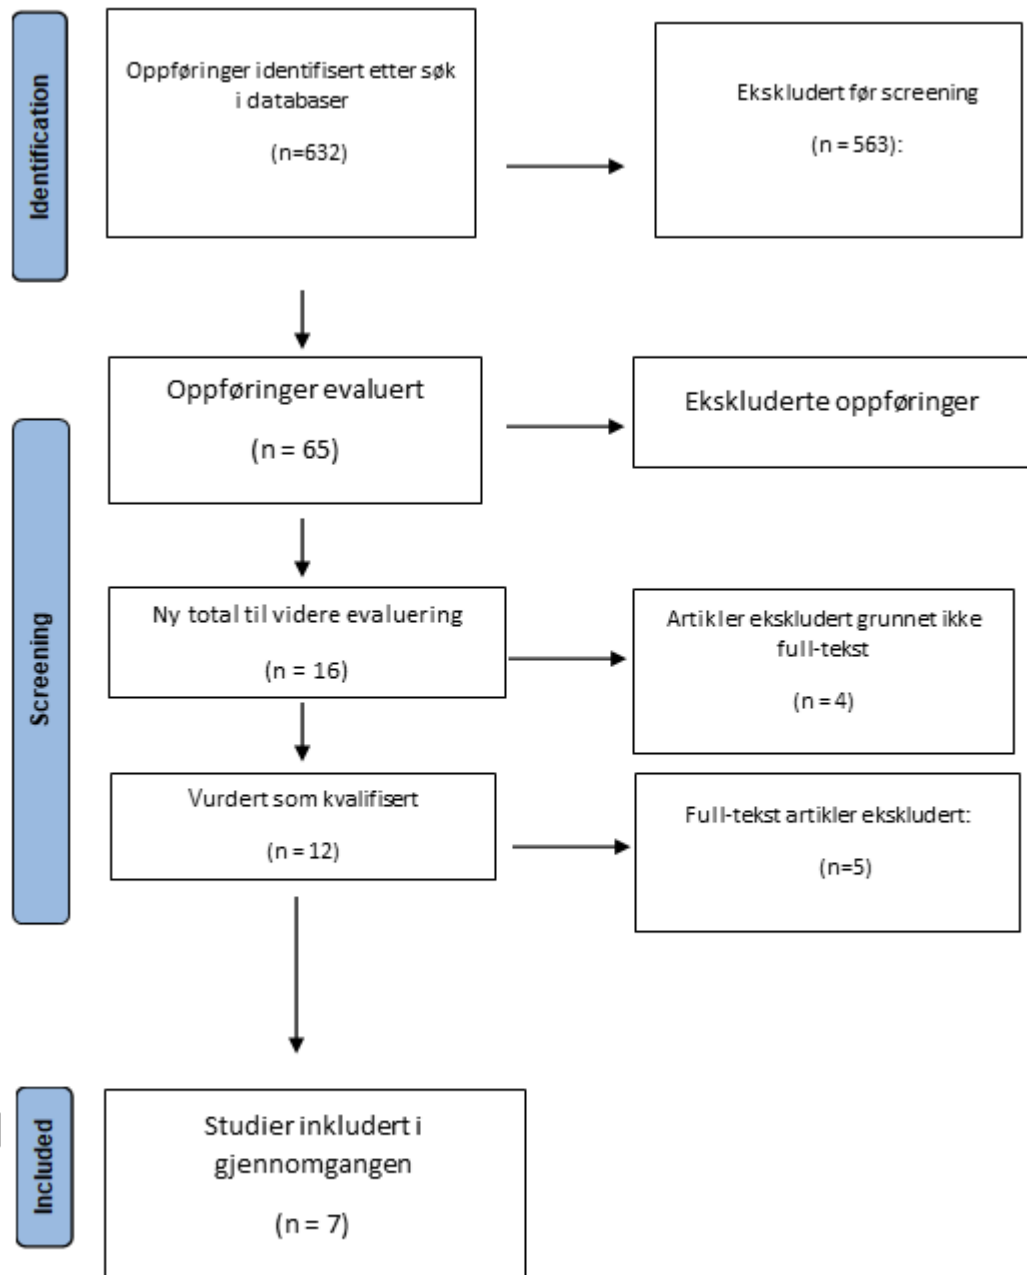 Identification
Oppføringer identifisert etter søk
i databaser
(n=632)
Ekskludert før screening
(n = 563):
Screening
Oppføringer evaluert
(n = 65)
Ekskluderte oppføringer
Ny total til videre evaluering
(n = 16)
Artikler ekskludert grunnet ikke
full-tekst
(n = 4)
Vurdert som kvalifisert
(n = 12)
Full-tekst artikler ekskludert:
(n=5)
Included
Studier inkludert i
gjennomgangen
(n = 7)